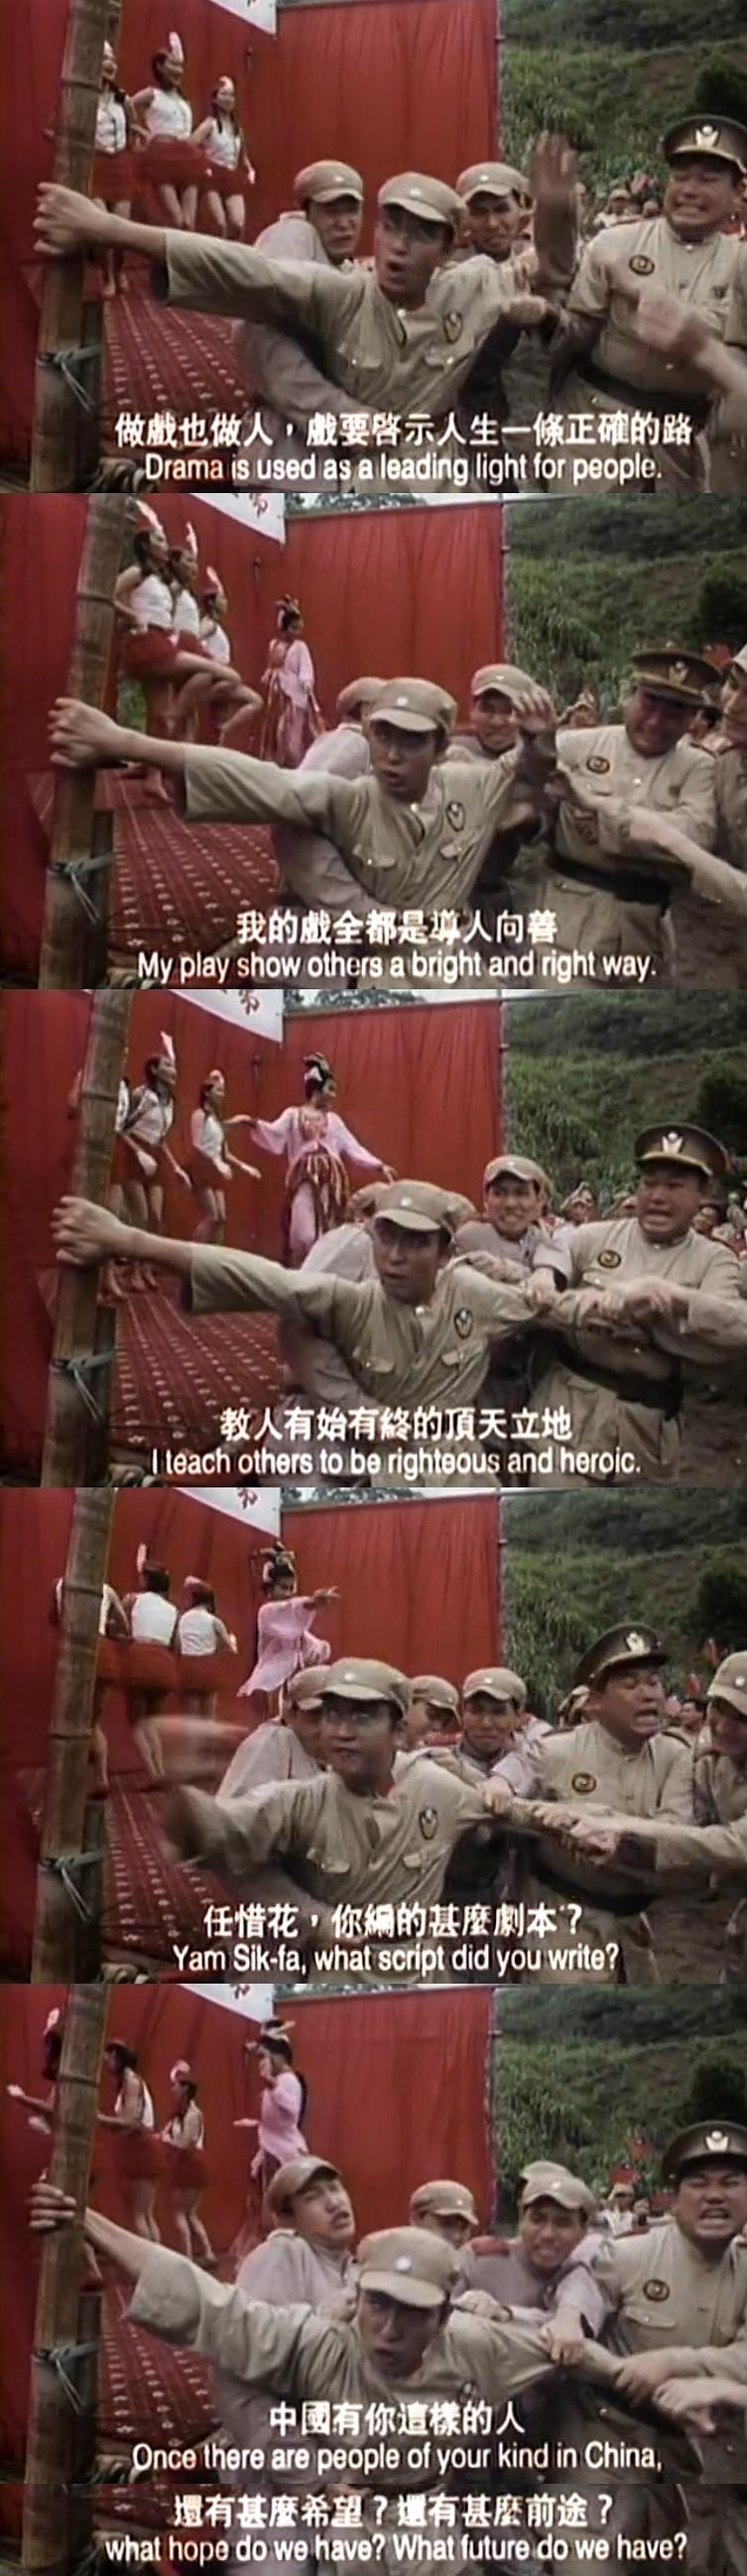 做戲也做人，戲要啓示人生一條正確的路
Drama is used as a leading light for people.
我的戲全都是導人向善
My play show others a bright and right way.
教人有始有終的頂天立地
I teach others to be righteous and heroic.
任惜花，你編的甚麼劇本？
Yam Sik-fa, what script did you write?
中國有你這樣的人
Once there are people of your kind in China,
還有甚麼希望？還有甚麼前途？
what hope do we have? What future do we have?